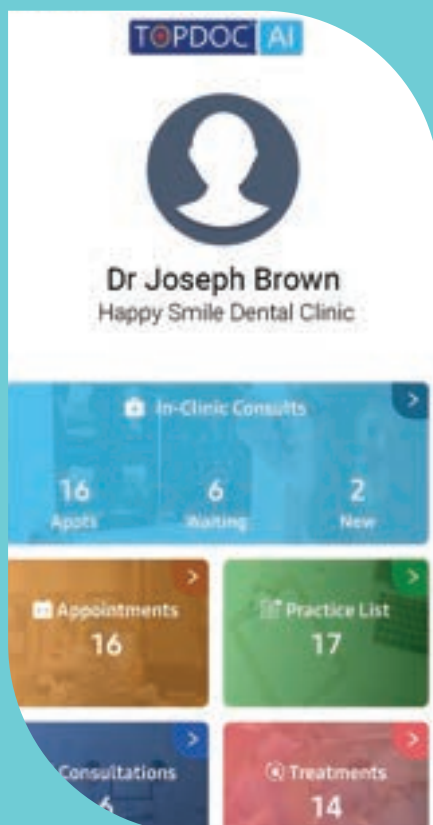 TOPDOC AI
Dr Joseph Brown
Happy Smile Dental Clinic
In-Clinic Consults
16 6 2
Appts Waiting New
Appointments
16
Practice List
17
Consultations
6
Treatments
14